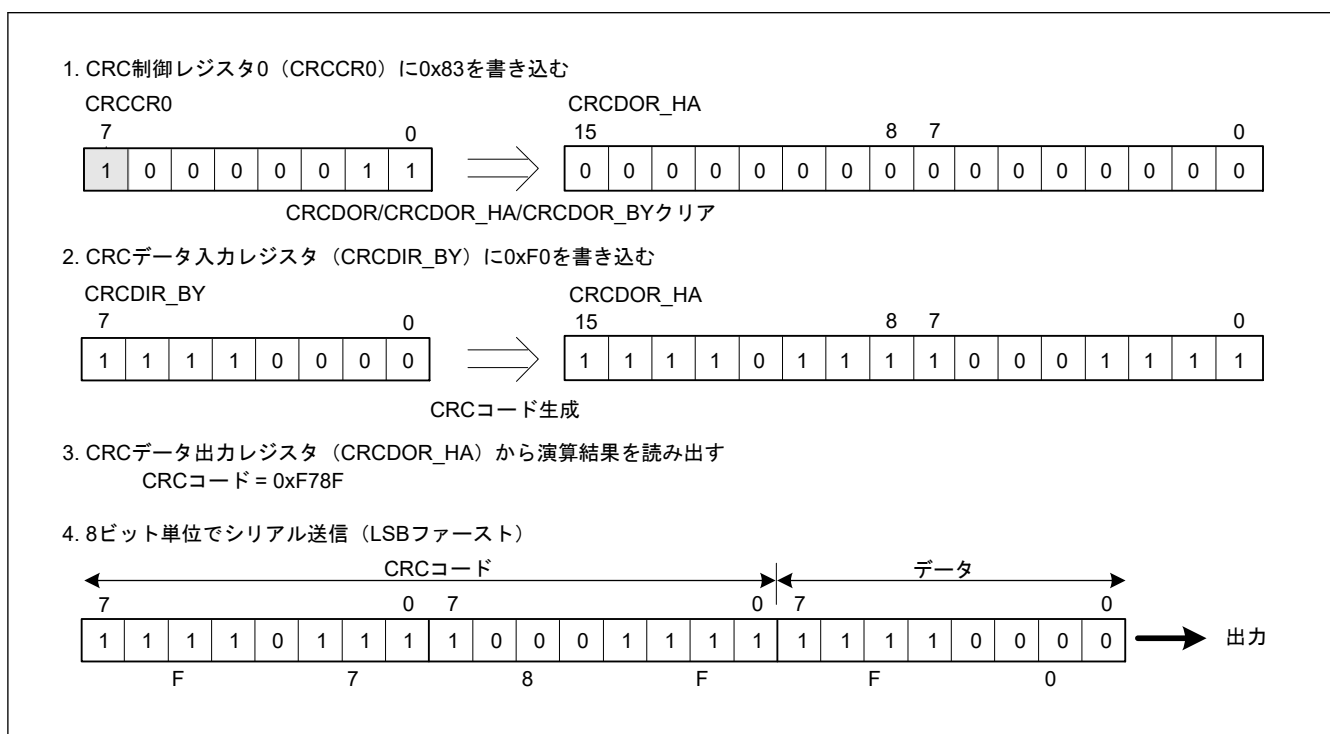 1. CRC制御レジスタ0（CRCCR0）に0x83を書き込む
CRCCR0 CRCDOR_HA
7 0 15 8 7 0
1 0 0 0 0 0 1 1 0 0 0 0 0 0 0 0 0 0 0 0 0 0 0 0
CRCDOR/CRCDOR_HA/CRCDOR_BYクリア
2. CRCデータ入力レジスタ（CRCDIR_BY）に0xF0を書き込む
CRCDIR_BY CRCDOR_HA
7 0 15 8 7 0
1 1 1 1 0 0 0 0 1 1 1 1 0 1 1 1 1 0 0 0 1 1 1 1
CRCコード生成
3. CRCデータ出力レジスタ（CRCDOR_HA）から演算結果を読み出す
CRCコード = 0xF78F
4. 8ビット単位でシリアル送信（LSBファースト）
CRCコード データ
7 0 7 0 7 0
1 1 1 1 0 1 1 1 1 0 0 0 1 1 1 1 1 1 1 1 0 0 0 0 出力
F 7 8 F F 0